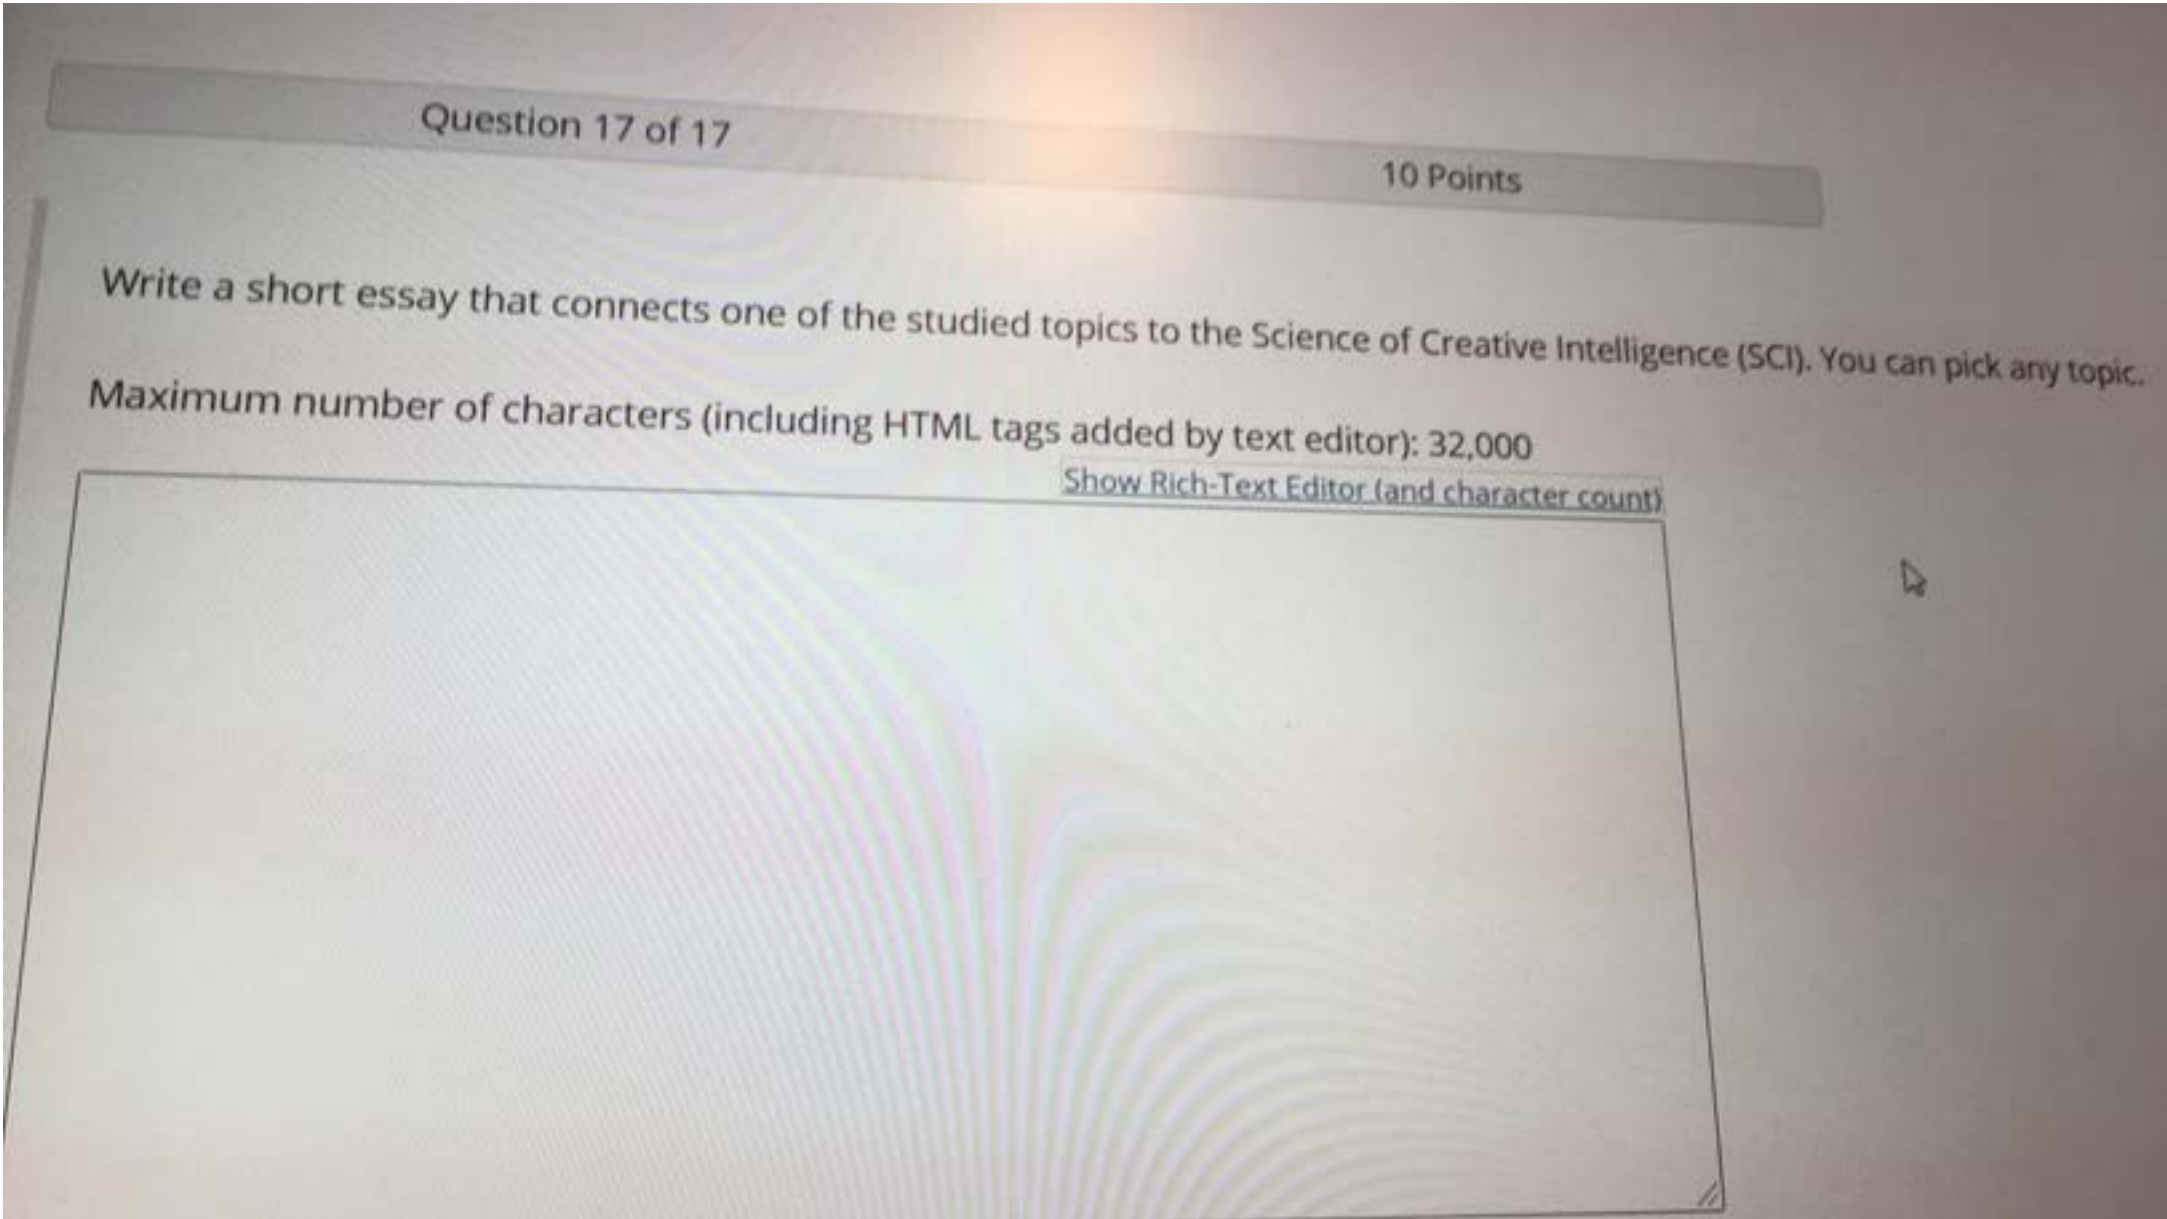 Question 17 of 17
10 Points
Write a short essay that connects one of the studied topics to the Science of Creative Intelligence (SCI). You can pick any topic.
Maximum number of characters (including HTML tags added by text editor): 32,000
Show Rich-Text Editor (and character count)